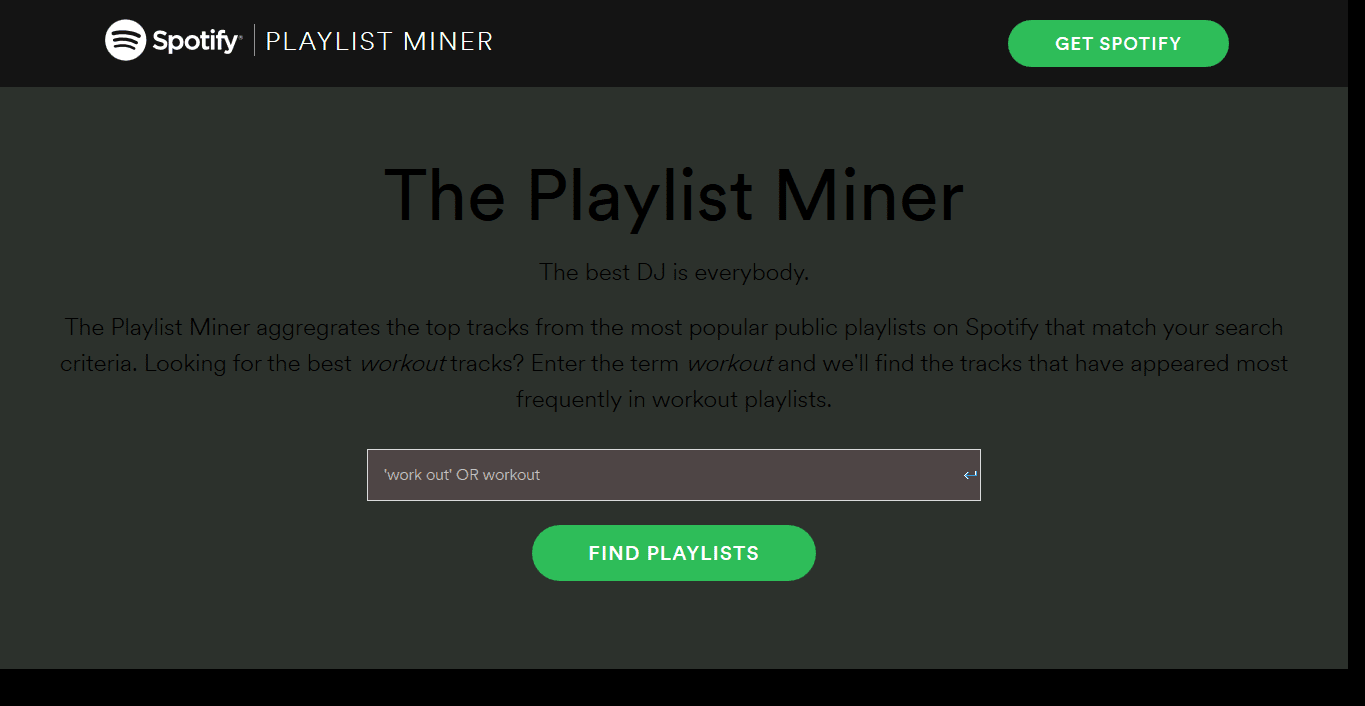 Spotify® | PLAYLIST MINER
GET SPOTIFY
The Playlist Miner
The best DJ is everybody.
The Playlist Miner aggregrates the top tracks from the most popular public playlists on Spotify that match your search
criteria. Looking for the best workout tracks? Enter the term workout and we'll find the tracks that have appeared most
frequently in workout playlists.
'work out' OR workout
FIND PLAYLISTS